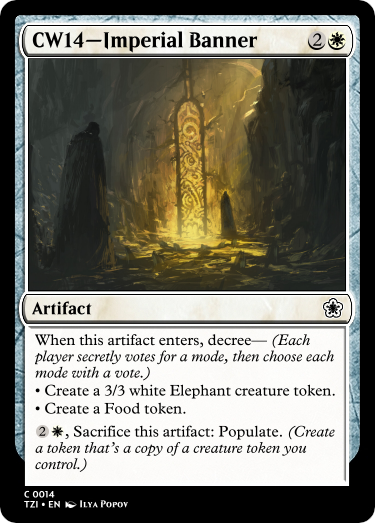 CW14—Imperial Banner 2
Artifact
When this artifact enters, decree— (Each
player secretly votes for a mode, then choose each
mode with a vote.)
• Create a 3/3 white Elephant creature token.
• Create a Food token.
2, Sacrifice this artifact: Populate. (Create
a token that's a copy of a creature token you
control.)
C 0014
TZI • EN Ilya Popov